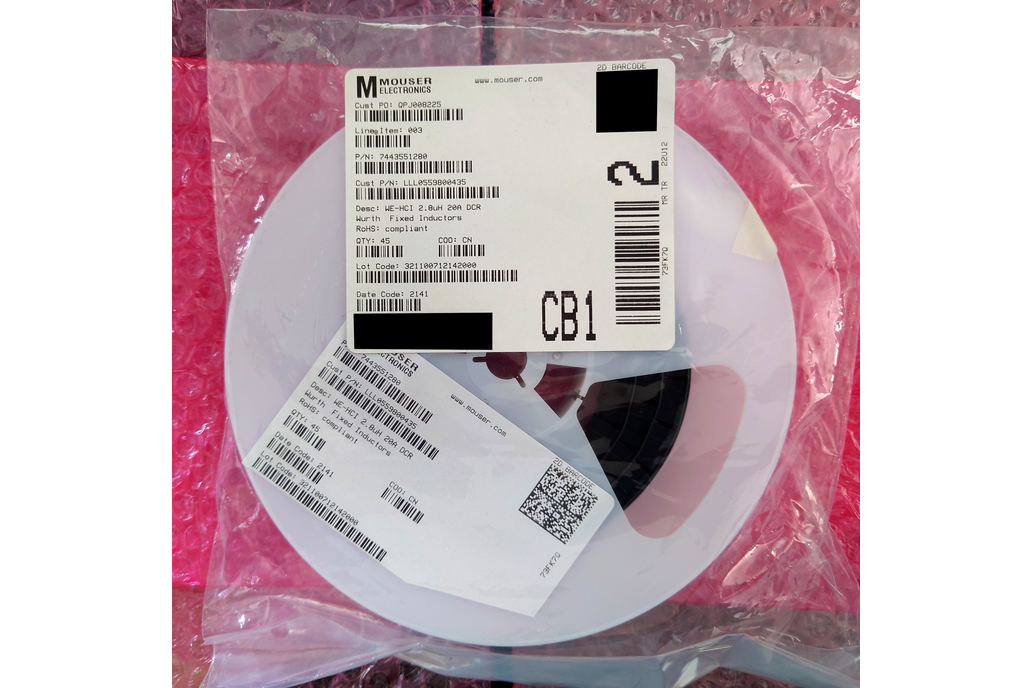 MOUSER
ELECTRONICS
www.mouser.com
2D BARCODE
Cust PO: QPJ008225
Line Item: 003
P/N: 7443551280
Cust P/N: LLL0559800435
Desc: WE-HCI 2.8uH 20A DCR
Wurth Fixed Inductors
RoHS: compliant
QTY: 45 COO: CN
Lot Code: 321100712142000
Date Code: 2141
CB1
2
MR TR 22U12
73FK7Q
OUSER
CTRONICS
www.mouser.com
7443551280
Cust P/N: LLL0559800435
Desc: WE-HCI 2.8uH 20A DCR
Wurth Fixed Inductors
RoHS: compliant
QTY: 45
COO: CN
Date Code: 2141
Lot Code: 321100712142000
2D BARCODE
73FK7Q